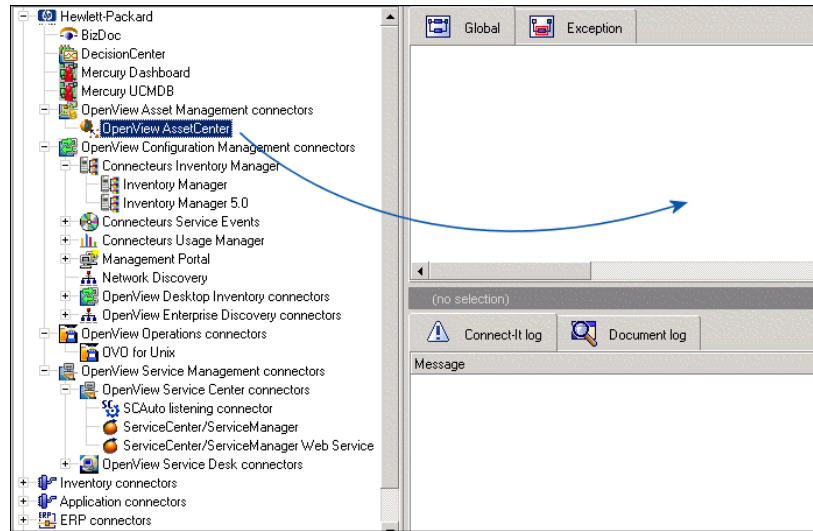 Hewlett-Packard
BizDoc
DecisionCenter
Mercury Dashboard
Mercury UCMDB
OpenView Asset Management connectors
OpenView AssetCenter
OpenView Configuration Management connectors
Connecteurs Inventory Manager
Inventory Manager
Inventory Manager 5.0
Connecteurs Service Events
Connecteurs Usage Manager
Management Portal
Network Discovery
OpenView Desktop Inventory connectors
OpenView Enterprise Discovery connectors
OpenView Operations connectors
OVO for Unix
OpenView Service Management connectors
OpenView Service Center connectors
SCAuto listening connector
ServiceCenter/ServiceManager
ServiceCenter/ServiceManager Web Service
OpenView Service Desk connectors
Inventory connectors
Application connectors
ERP connectors
Global Exception
(no selection)
Connect-It log Document log
Message